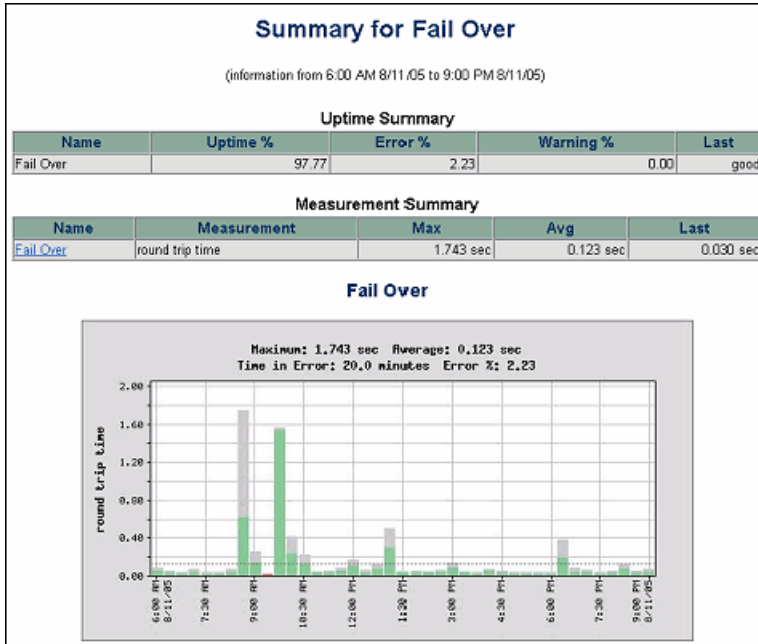 Summary for Fail Over
(information from 6:00 AM 8/11/05 to 9:00 PM 8/11/05)
Uptime Summary
Name Uptime % Error % Warning % Last
Fail Over 97.77 2.23 0.00 good
Measurement Summary
Name Measurement Max Avg Last
Fail Over round trip time 1.743 sec 0.123 sec 0.030 sec
Fail Over
Maximum: 1.743 sec Average: 0.123 sec
Time in Error: 20.0 minutes Error %: 2.23
round trip time
2.00
1.60
1.20
0.80
0.40
0.00
6:00 AM
8/11/05
7:30 AM
9:00 AM
10:30 AM
12:00 PM
1:30 PM
3:00 PM
4:30 PM
6:00 PM
7:30 PM
9:00 PM
8/11/05